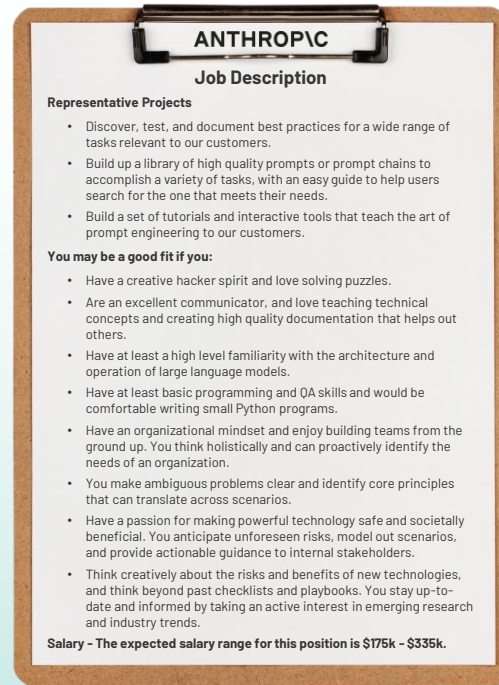 ANTHROP\C
Job Description
Representative Projects
• Discover, test, and document best practices for a wide range of
tasks relevant to our customers.
• Build up a library of high quality prompts or prompt chains to
accomplish a variety of tasks, with an easy guide to help users
search for the one that meets their needs.
• Build a set of tutorials and interactive tools that teach the art of
prompt engineering to our customers.
You may be a good fit if you:
• Have a creative hacker spirit and love solving puzzles.
• Are an excellent communicator, and love teaching technical
concepts and creating high quality documentation that helps out
others.
• Have at least a high level familiarity with the architecture and
operation of large language models.
• Have at least basic programming and QA skills and would be
comfortable writing small Python programs.
• Have an organizational mindset and enjoy building teams from the
ground up. You think holistically and can proactively identify the
needs of an organization.
• You make ambiguous problems clear and identify core principles
that can translate across scenarios.
• Have a passion for making powerful technology safe and societally
beneficial. You anticipate unforeseen risks, model out scenarios,
and provide actionable guidance to internal stakeholders.
• Think creatively about the risks and benefits of new technologies,
and think beyond past checklists and playbooks. You stay up-to-
date and informed by taking an active interest in emerging research
and industry trends.
Salary - The expected salary range for this position is $175k - $335k.